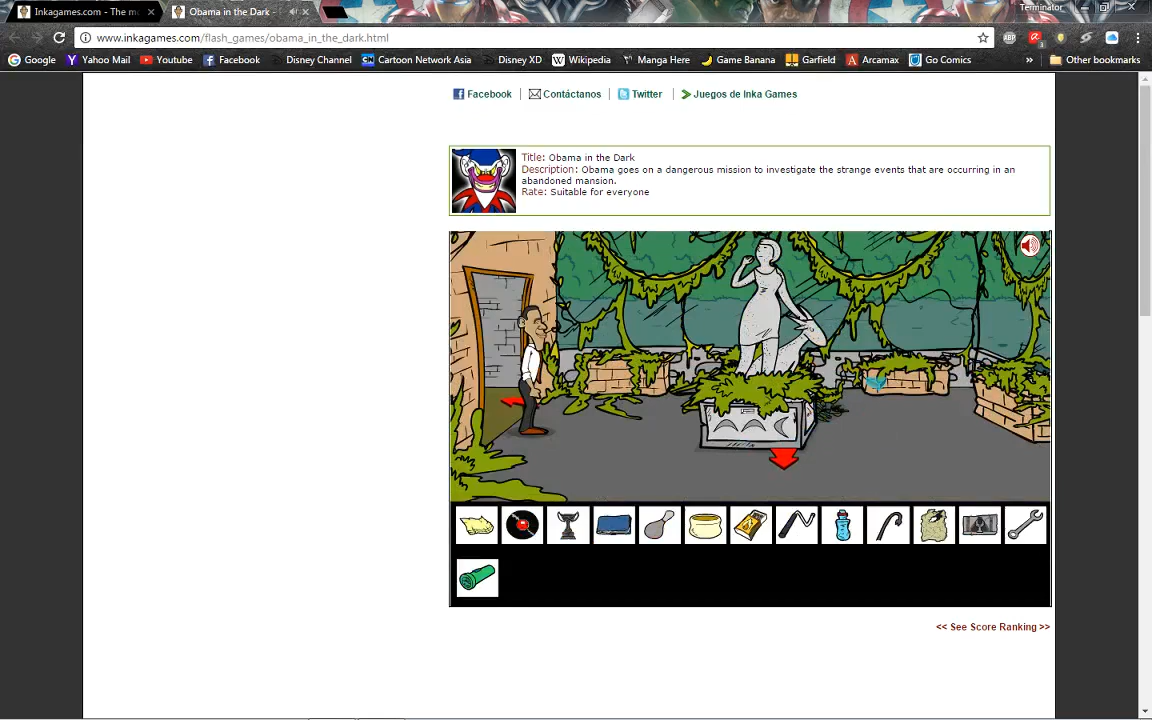 Inkagames.com - The m
Obama in the Dark -
Terminator
www.inkagames.com/flash_games/obama_in_the_dark.html
ABP
3
Google
Yahoo Mail
Youtube
Facebook
Disney Channel
CN
Cartoon Network Asia
Disney XD
Wikipedia
Manga Here
Game Banana
Garfield
Arcamax
Go Comics
»
Other bookmarks
Facebook
Contáctanos
Twitter
Juegos de Inka Games
Title: Obama in the Dark
Description: Obama goes on a dangerous mission to investigate the strange events that are occurring in an
abandoned mansion.
Rate: Suitable for everyone
<< See Score Ranking >>